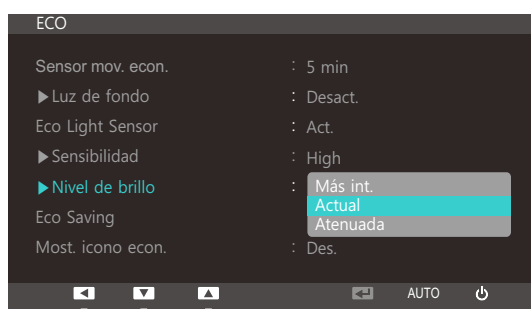 ECO
Sensor mov. econ. : 5 min
▶Luz de fondo : Desact.
Eco Light Sensor : Act.
▶Sensibilidad : High
▶Nivel de brillo : Más int.
Actual
Atenuada
Eco Saving
Most. icono econ. : Des.
AUTO